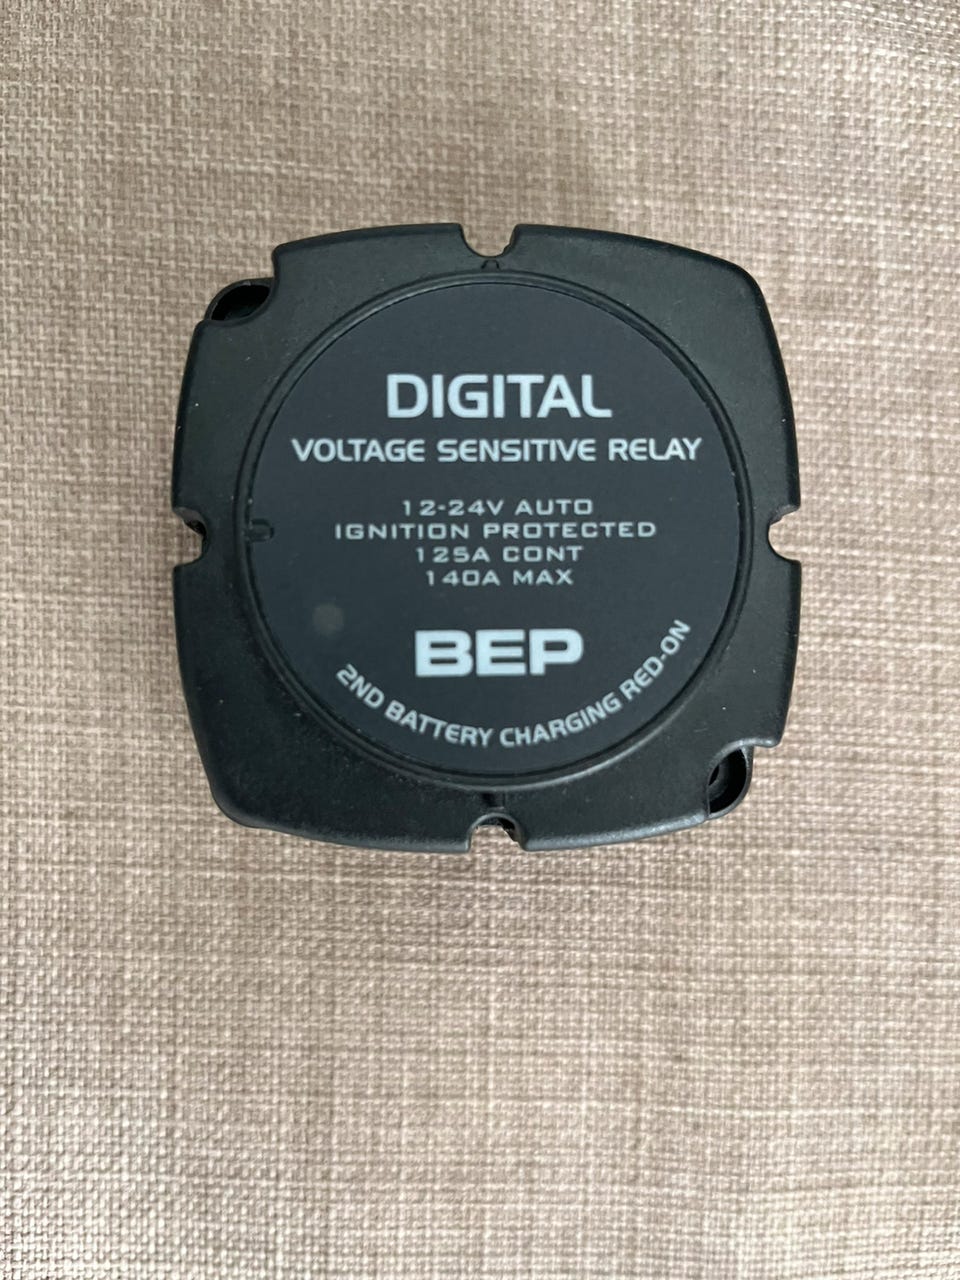 DIGITAL
VOLTAGE SENSITIVE RELAY
12-24V AUTO
IGNITION PROTECTED
125A CONT
140A MAX
BEP
2ND BATTERY CHARGING RED-ON